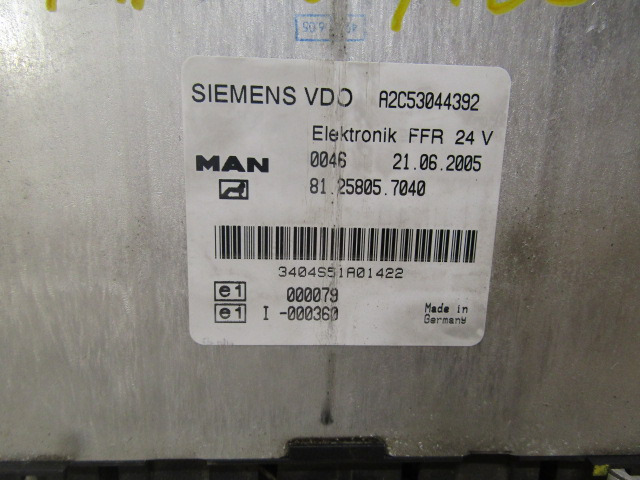 SIEMENS VDO A2C53044392
Elektronik FFR 24 V
MAN 0046 21.06.2005
81.25805.7040
3404S51A01422
e1 000079
e1 I -000360
Made in
Germany